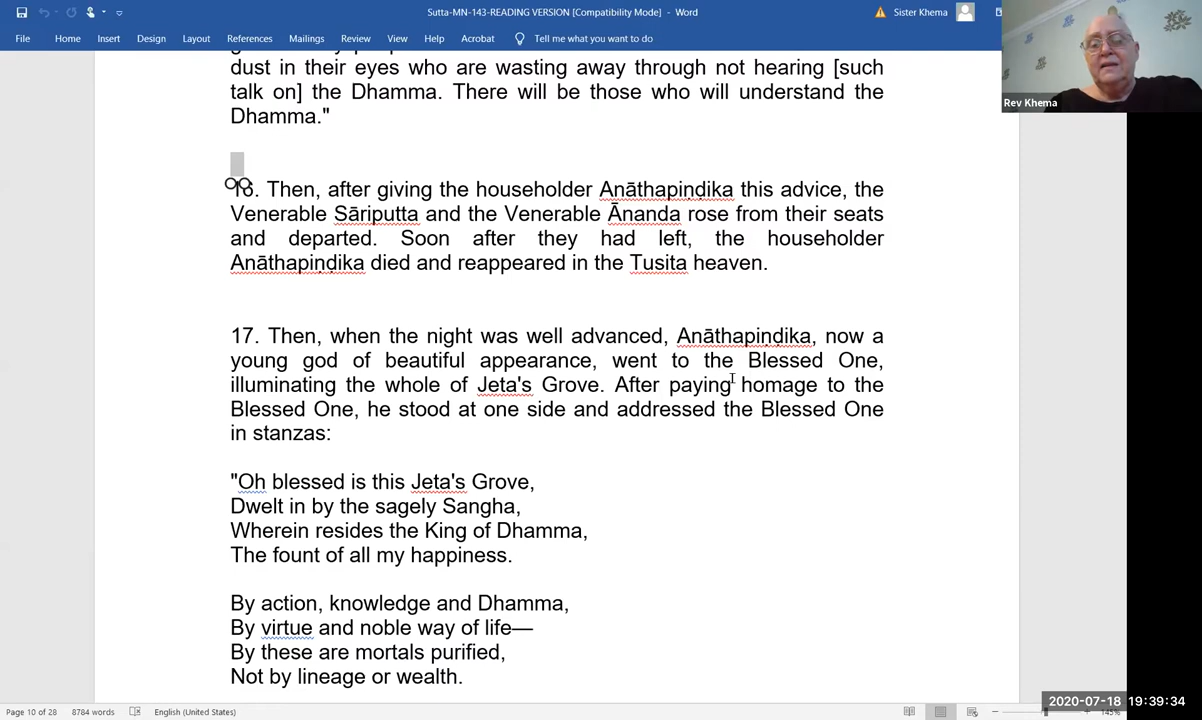 Sutta-MN-143-READING VERSION [Compatibility Mode] - Word
Sister Khema
File Home Insert Design Layout References Mailings Review View Help Acrobat Tell me what you want to do
Rev Khema
dust in their eyes who are wasting away through not hearing [such
talk on] the Dhamma. There will be those who will understand the
Dhamma."
16. Then, after giving the householder Anāthapiṇḍika this advice, the
Venerable Sāriputta and the Venerable Ānanda rose from their seats
and departed. Soon after they had left, the householder
Anāthapiṇḍika died and reappeared in the Tusita heaven.
17. Then, when the night was well advanced, Anāthapiṇḍika, now a
young god of beautiful appearance, went to the Blessed One,
illuminating the whole of Jeta's Grove. After paying homage to the
Blessed One, he stood at one side and addressed the Blessed One
in stanzas:
"Oh blessed is this Jeta's Grove,
Dwelt in by the sagely Sangha,
Wherein resides the King of Dhamma,
The fount of all my happiness.
By action, knowledge and Dhamma,
By virtue and noble way of life—
By these are mortals purified,
Not by lineage or wealth.
Page 10 of 28 8784 words English (United States) 145%
2020-07-18 19:39:34